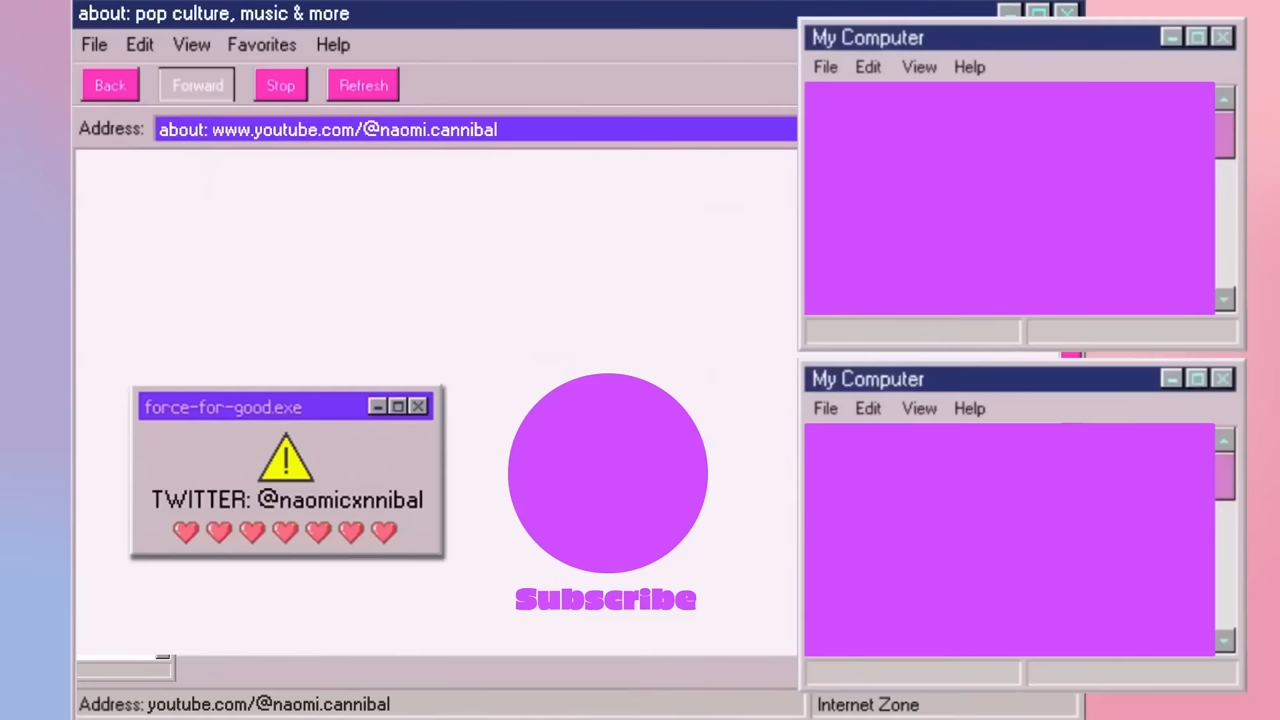 about: pop culture, music & more
File Edit View Favorites Help
Back Forward Stop Refresh
Address: about: www.youtube.com/@naomi.cannibal
My Computer
File Edit View Help
force-for-good.exe
!
TWITTER: @naomicxnnibal
Subscribe
My Computer
File Edit View Help
Address: youtube.com/@naomi.cannibal
Internet Zone